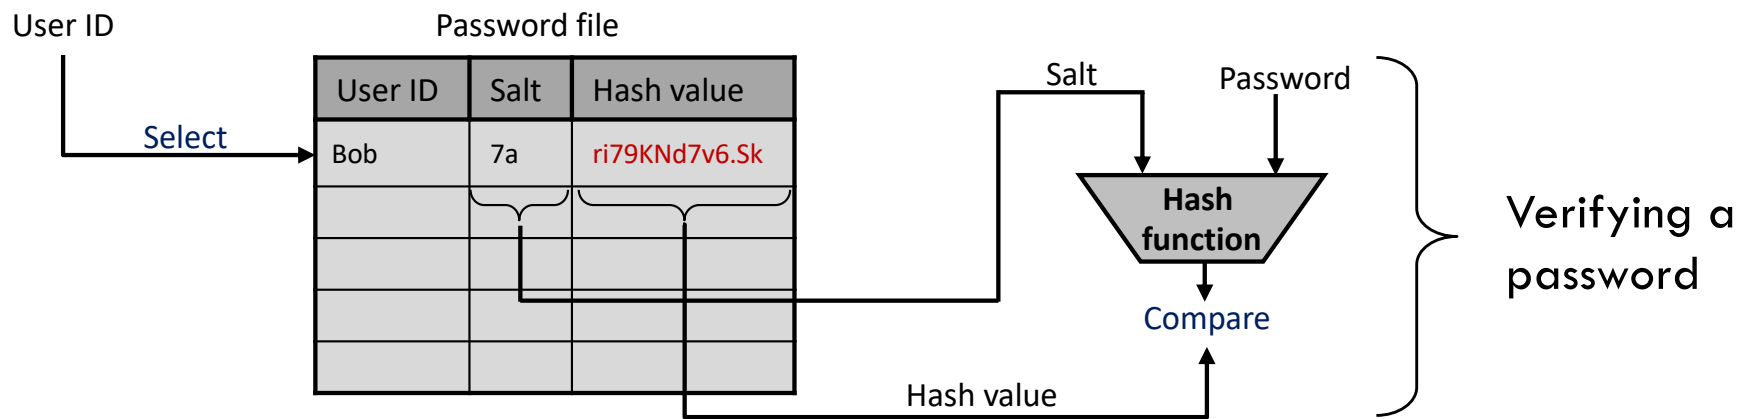 User ID
Password file
User ID Salt Hash value
Bob 7a ri79KNd7v6.Sk
Select
Salt
Password
Hash
function
Compare
Hash value
Verifying a
password